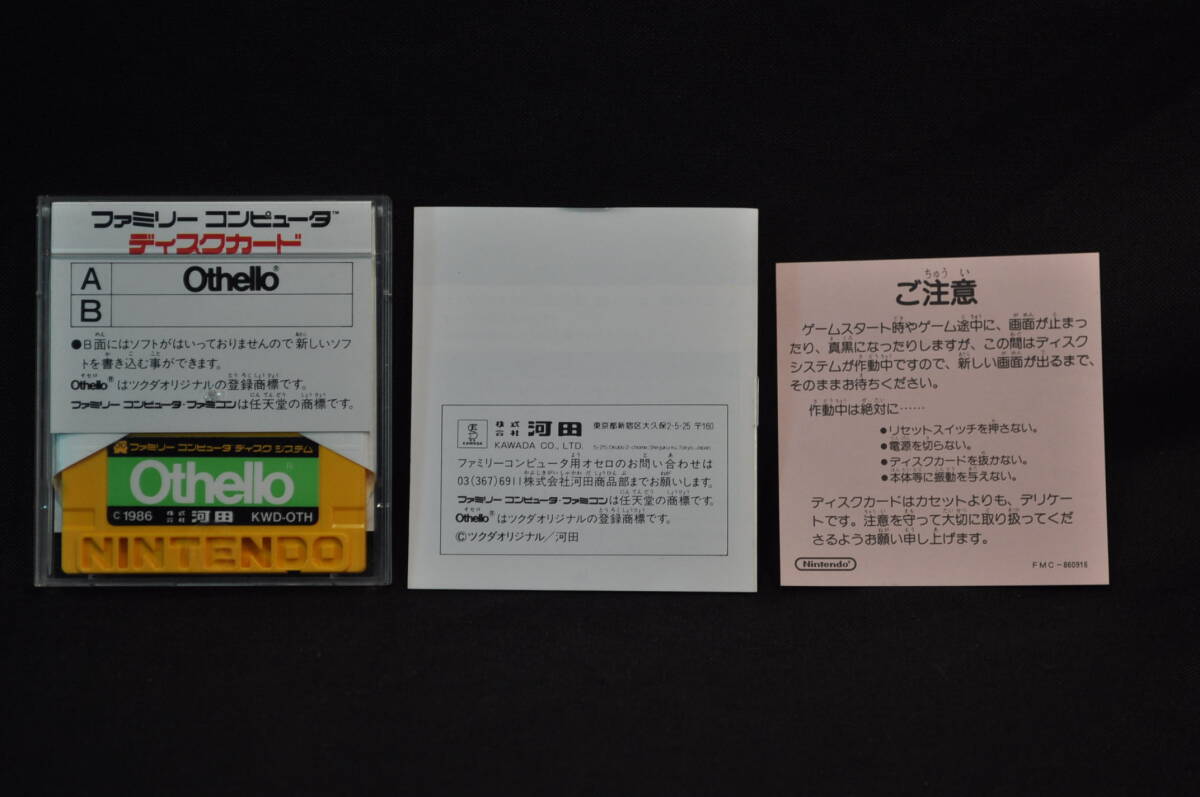 ファミリー コンピュータ™
ディスクカード
A Othello®
B
●B面にはソフトがはいっておりませんので新しいソフ
トを書き込む事ができます。
Othello®はツクダオリジナルの登録商標です。
ファミリー コンピュータ・ファミコンは任天堂の商標です。
ファミリー コンピュータ ディスク システム
Othello®
C 1986 株式会社 河田 KWD-OTH
NINTENDO
KAWADA
株式会社 河田 東京都新宿区大久保2-5-25 〒160
KAWADA CO., LTD. 5-25, Okubo 2-chome, Shinjuku-ku, Tokyo, Japan
ファミリーコンピュータ用オセロのお問い合わせは
03(367)6911株式会社河田商品部までお願いします。
ファミリー コンピュータ・ファミコンは任天堂の商標です。
Othello®はツクダオリジナルの登録商標です。
©ツクダオリジナル/河田
ちゅう い
ご注意
ゲームスタート時やゲーム途中に、画面が止まっ
たり、真黒になったりしますが、この間はディスク
システムが作動中ですので、新しい画面が出るまで、
そのままお待ちください。
作動中は絶対に……
●リセットスイッチを押さない。
●電源を切らない。
●ディスクカードを抜かない。
●本体等に振動を与えない。
ディスクカードはカセットよりも、デリケー
トです。注意を守って大切に取り扱ってくだ
さるようお願い申し上げます。
Nintendo® FMC-860916